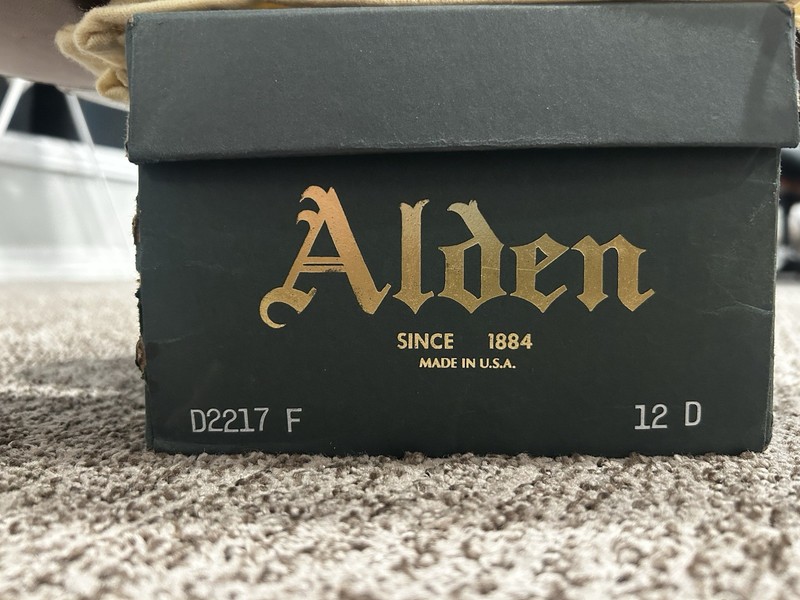 Alden
SINCE 1884
MADE IN U.S.A.
D2217 F 12 D